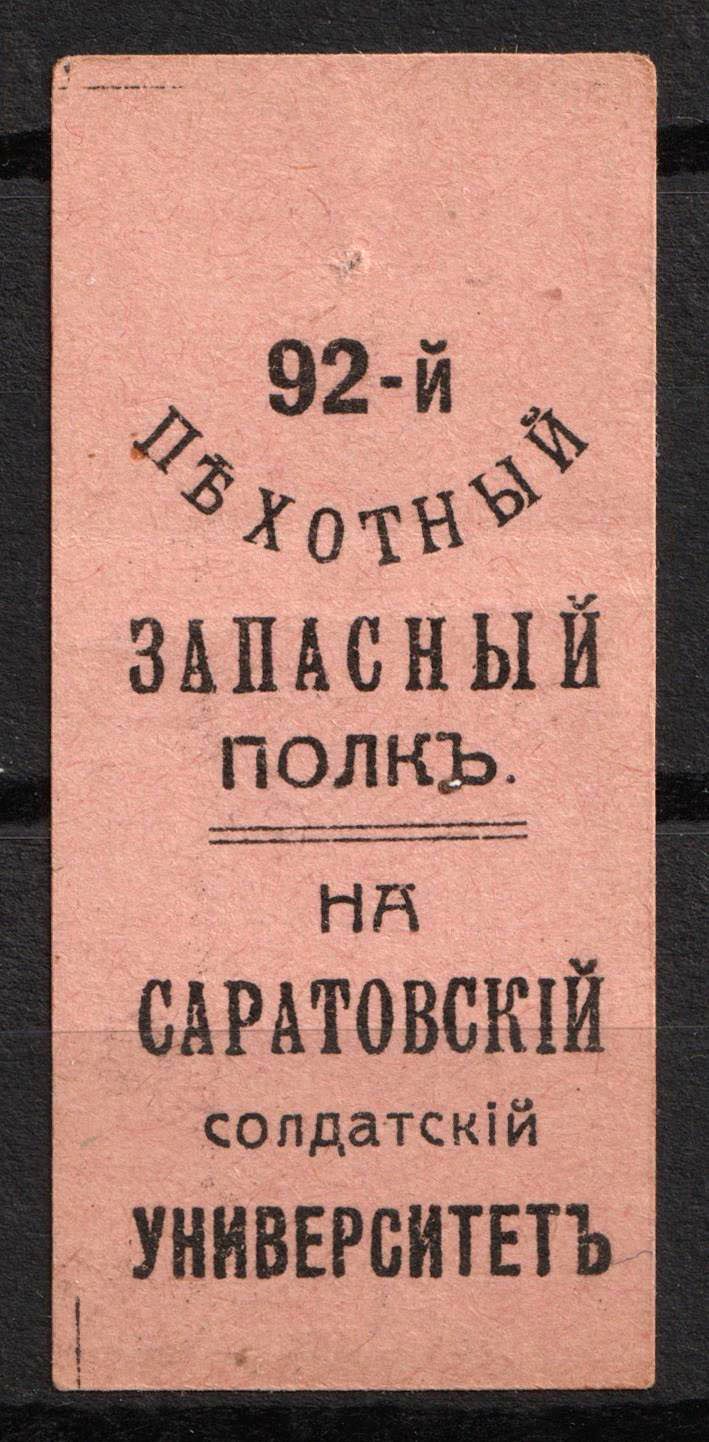 92-й
ПѢХОТНЫЙ
ЗАПАСНЫЙ
ПОЛКЪ.
НА
САРАТОВСКІЙ
солдатскій
УНИВЕРСИТЕТЪ